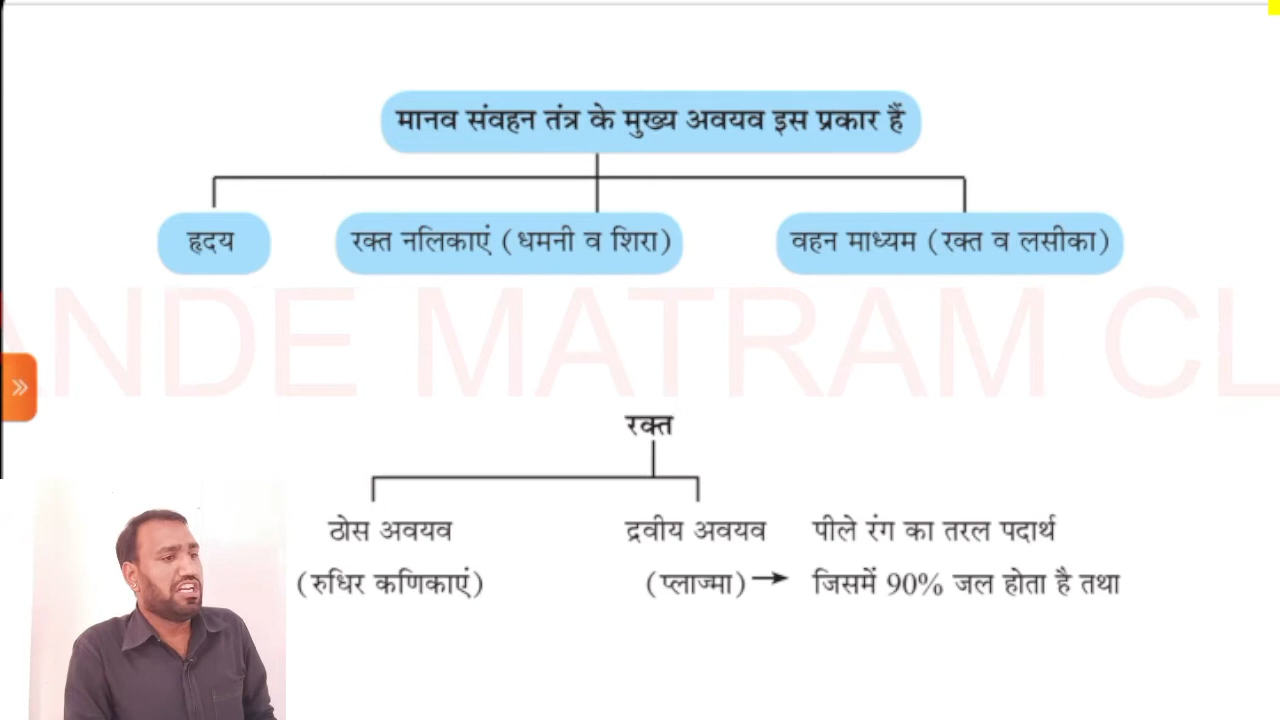 मानव संवहन तंत्र के मुख्य अवयव इस प्रकार हैं
हृदय
रक्त नलिकाएं (धमनी व शिरा)
वहन माध्यम (रक्त व लसीका)
ANDE MATRAM CL
रक्त
ठोस अवयव
(रुधिर कणिकाएं)
द्रवीय अवयव
(प्लाज्मा)→
पीले रंग का तरल पदार्थ
जिसमें 90% जल होता है तथा